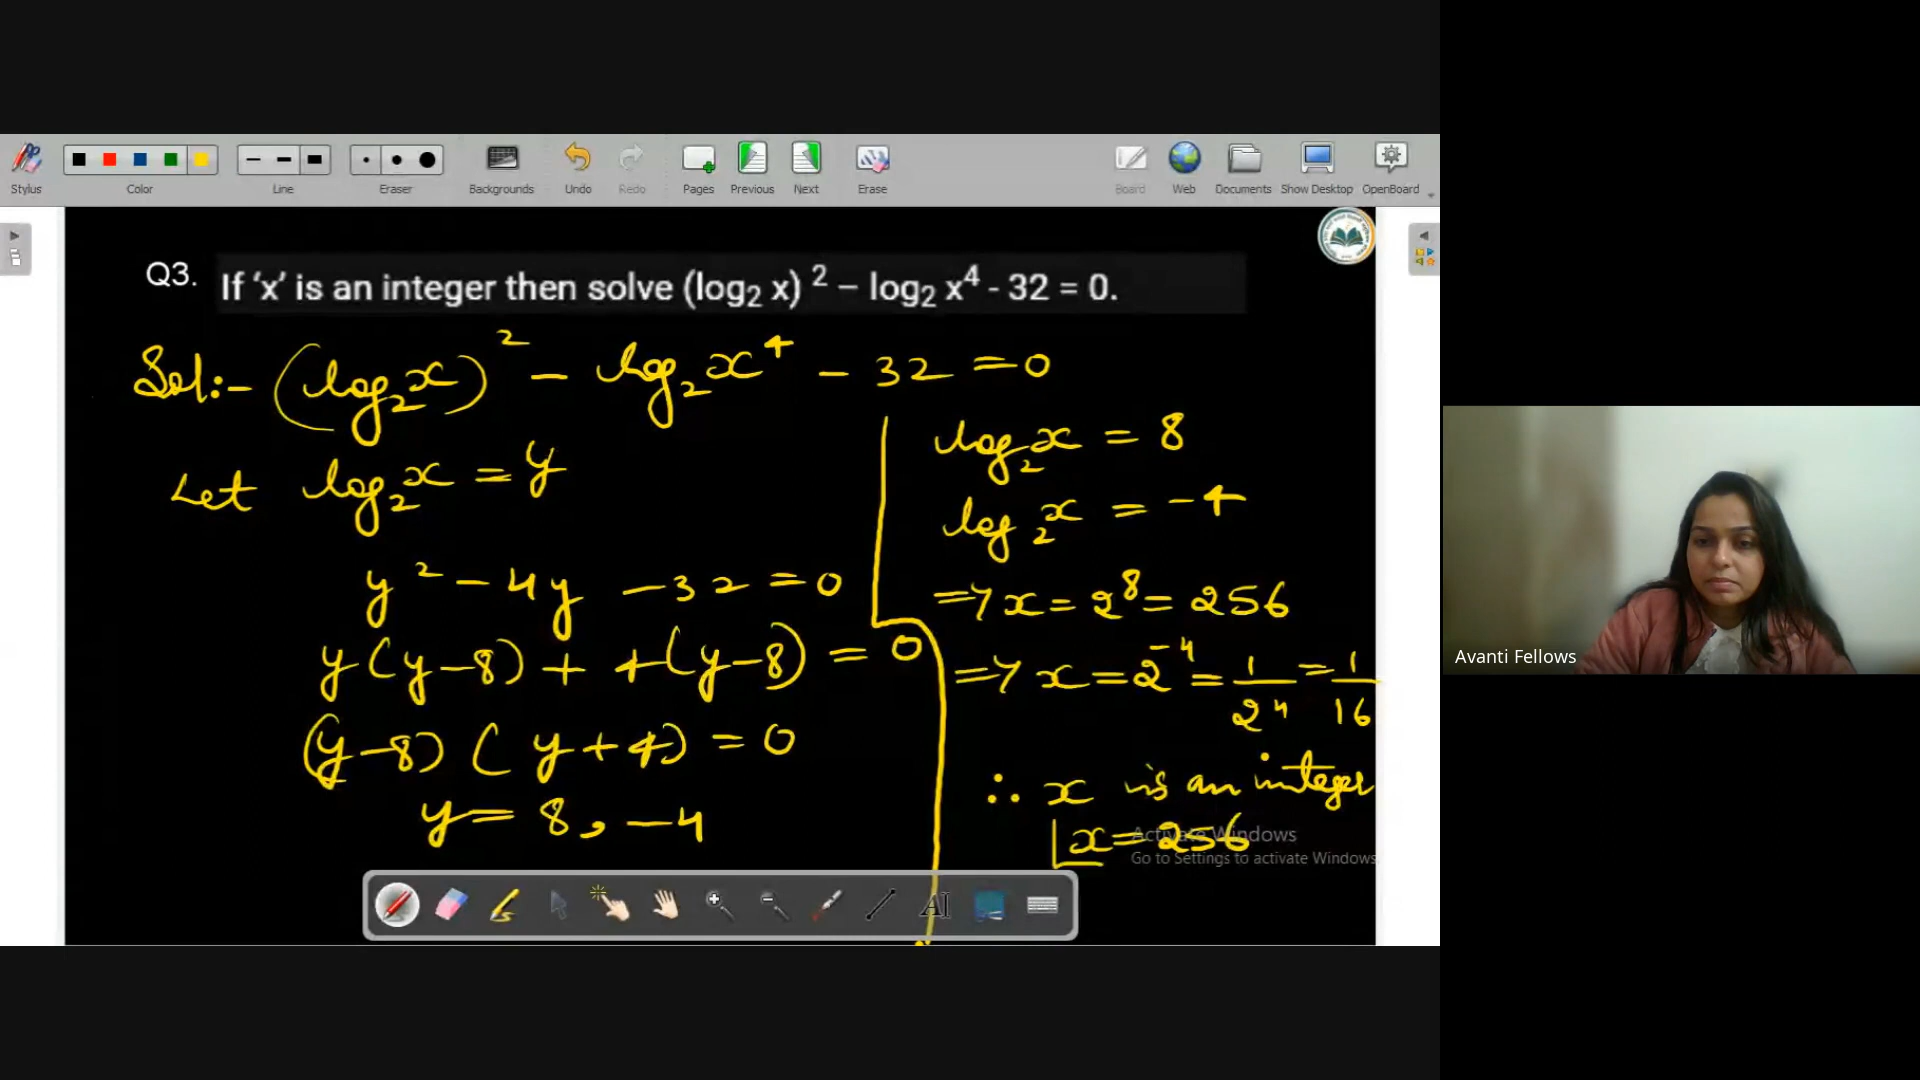 Stylus
Color
Line
Eraser
Backgrounds
Undo
Redo
Pages
Previous
Next
Erase
Board
Web
Documents
Show Desktop
OpenBoard
Q3. If ‘x’ is an integer then solve (log₂ x) ² – log₂ x⁴ - 32 = 0.
Sol:- (log₂x)² - log₂x⁴ - 32 = 0
Let log₂x = y
y² - 4y - 32 = 0
y(y-8) + 4(y-8) = 0
(y-8) (y+4) = 0
y = 8, -4
log₂x = 8
log₂x = -4
=> x = 2⁸ = 256
=> x = 2⁻⁴ = 1/2⁴ = 1/16
∴ x is an integer
x = 256
Activate Windows
Go to Settings to activate Windows
AI
Avanti Fellows